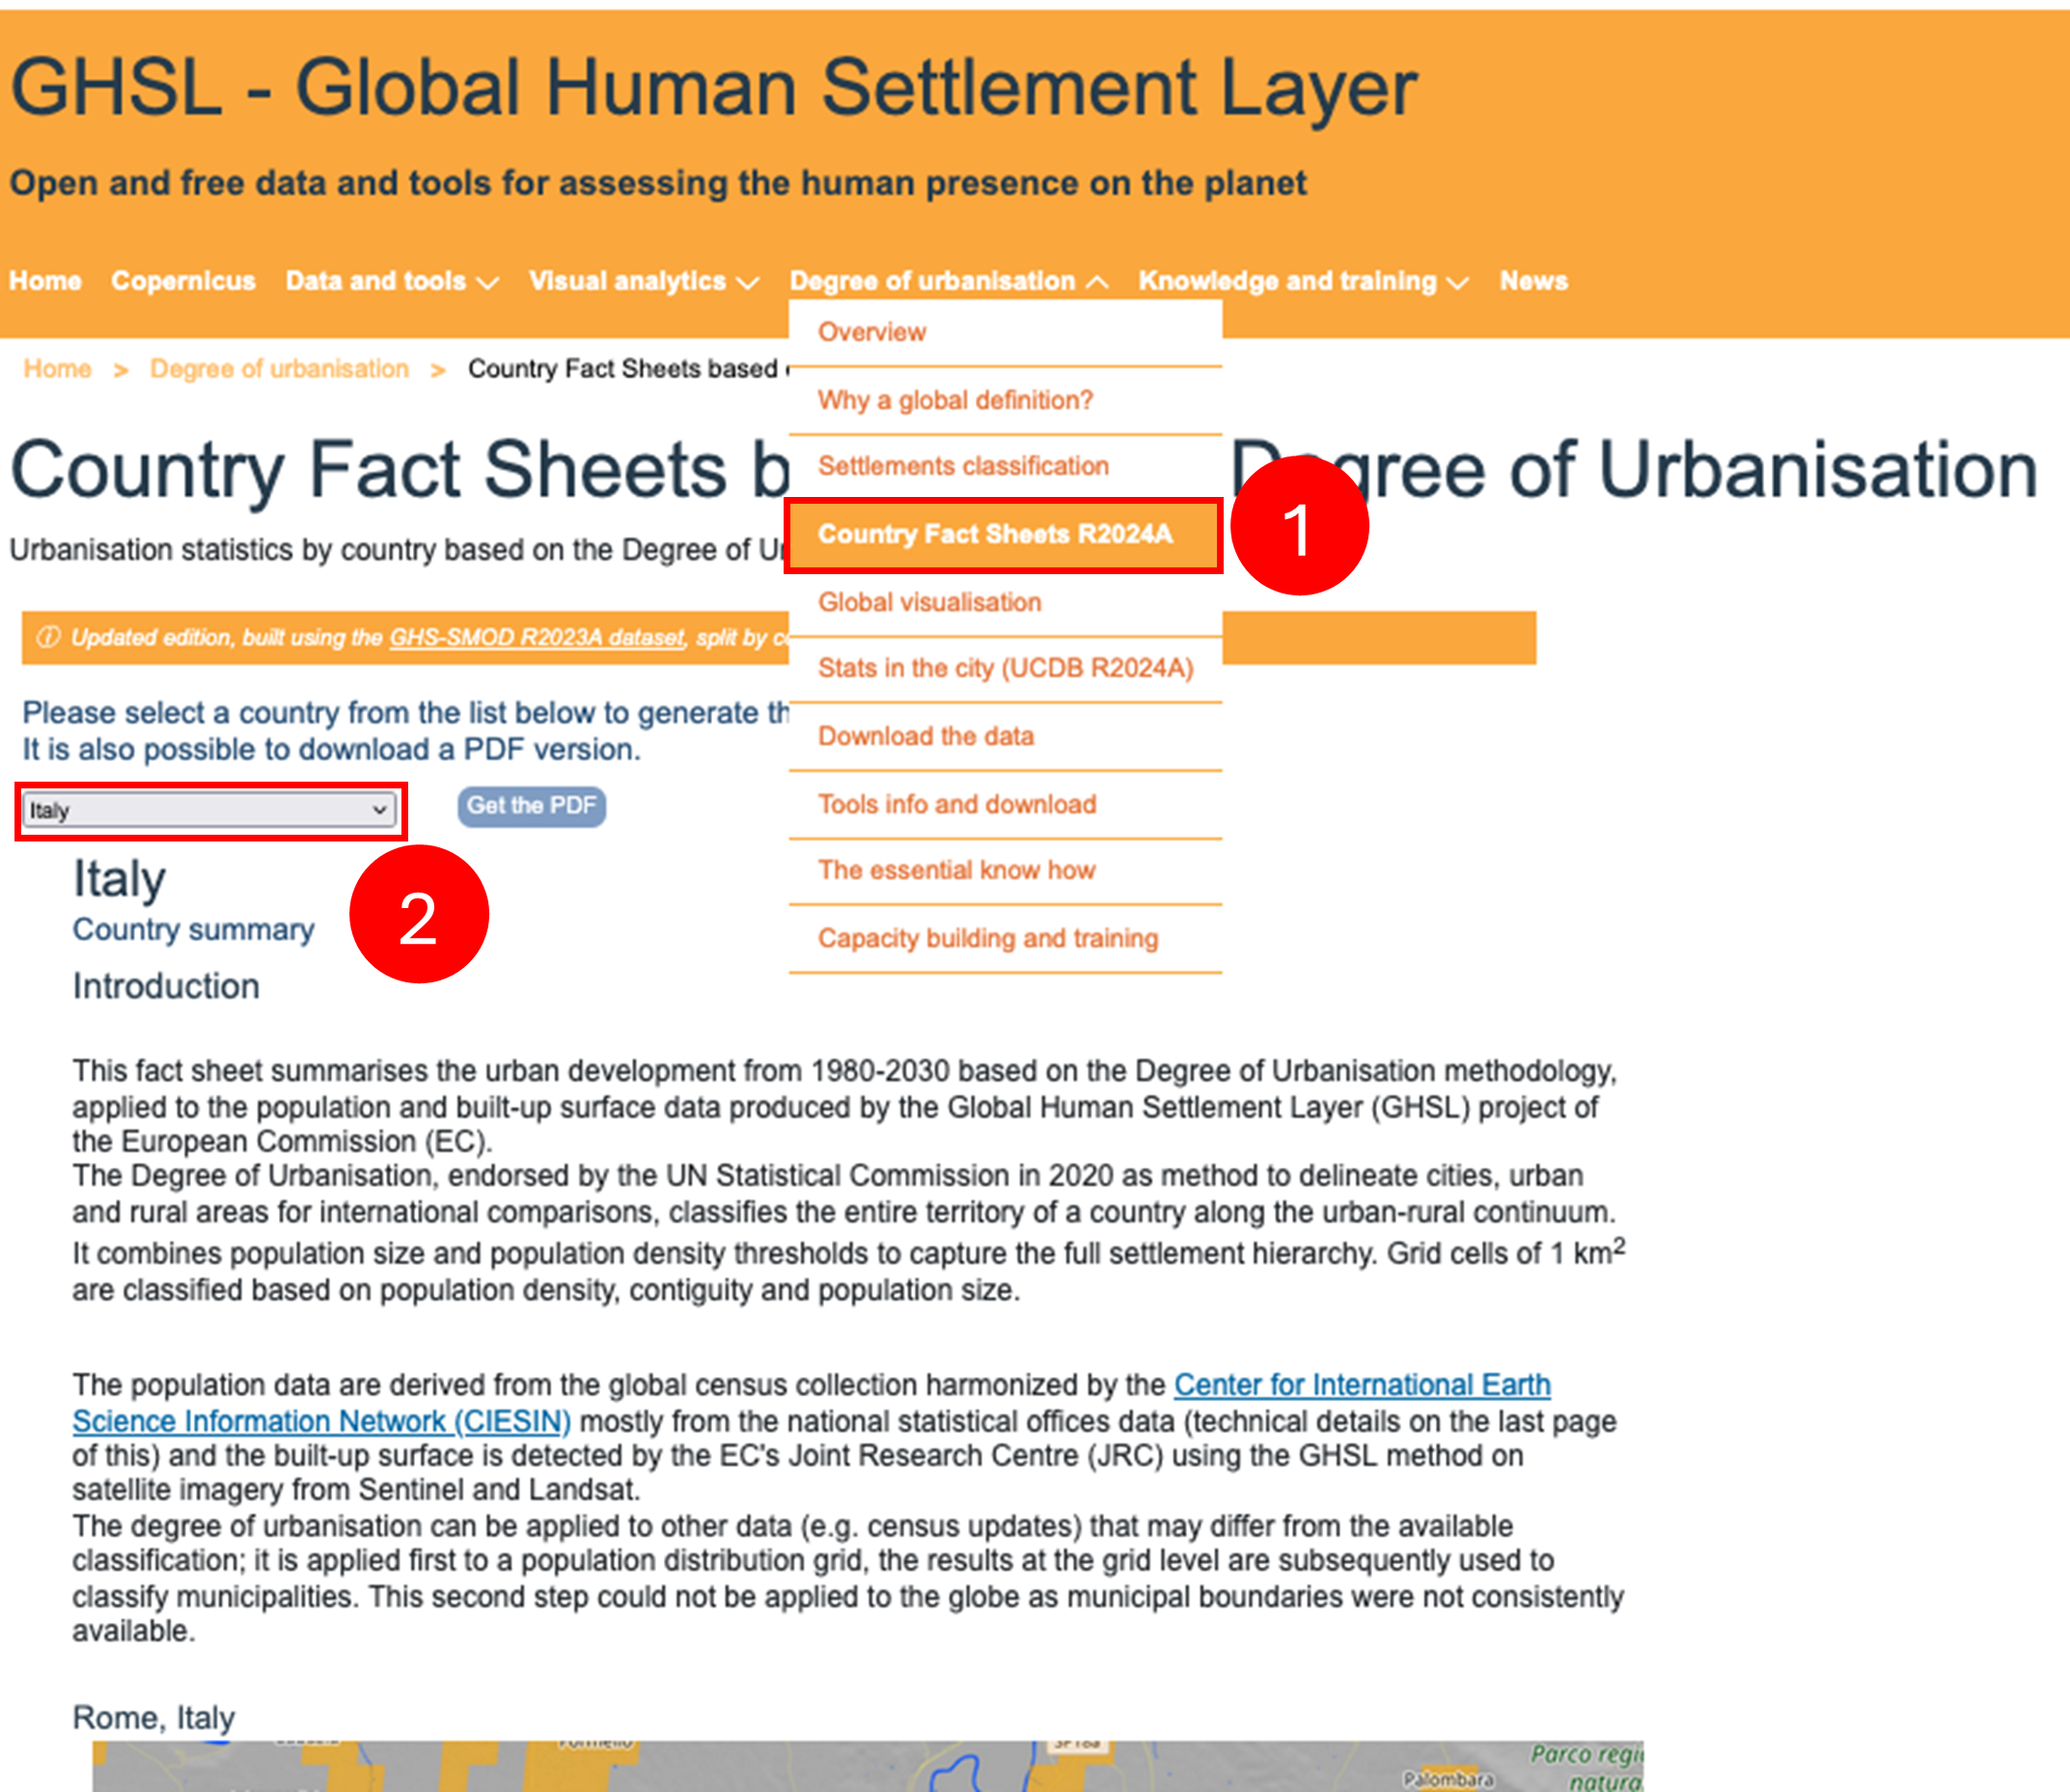 GHSL - Global Human Settlement Layer
Open and free data and tools for assessing the human presence on the planet
Home Copernicus Data and tools Visual analytics Degree of urbanisation Knowledge and training News
Overview
Why a global definition?
Settlements classification
Country Fact Sheets R2024A
Global visualisation
Stats in the city (UCDB R2024A)
Download the data
Tools info and download
The essential know how
Capacity building and training
1
Home > Degree of urbanisation > Country Fact Sheets based
Country Fact Sheets b Degree of Urbanisation
Urbanisation statistics by country based on the Degree of U
Updated edition, built using the GHS-SMOD R2023A dataset, split by c
Please select a country from the list below to generate th
It is also possible to download a PDF version.
Italy
Get the PDF
2
Italy
Country summary
Introduction
This fact sheet summarises the urban development from 1980-2030 based on the Degree of Urbanisation methodology,
applied to the population and built-up surface data produced by the Global Human Settlement Layer (GHSL) project of
the European Commission (EC).
The Degree of Urbanisation, endorsed by the UN Statistical Commission in 2020 as method to delineate cities, urban
and rural areas for international comparisons, classifies the entire territory of a country along the urban-rural continuum.
It combines population size and population density thresholds to capture the full settlement hierarchy. Grid cells of 1 km²
are classified based on population density, contiguity and population size.
The population data are derived from the global census collection harmonized by the Center for International Earth
Science Information Network (CIESIN) mostly from the national statistical offices data (technical details on the last page
of this) and the built-up surface is detected by the EC's Joint Research Centre (JRC) using the GHSL method on
satellite imagery from Sentinel and Landsat.
The degree of urbanisation can be applied to other data (e.g. census updates) that may differ from the available
classification; it is applied first to a population distribution grid, the results at the grid level are subsequently used to
classify municipalities. This second step could not be applied to the globe as municipal boundaries were not consistently
available.
Rome, Italy
Formello
SP18a
Parco regi
natura
Palombara